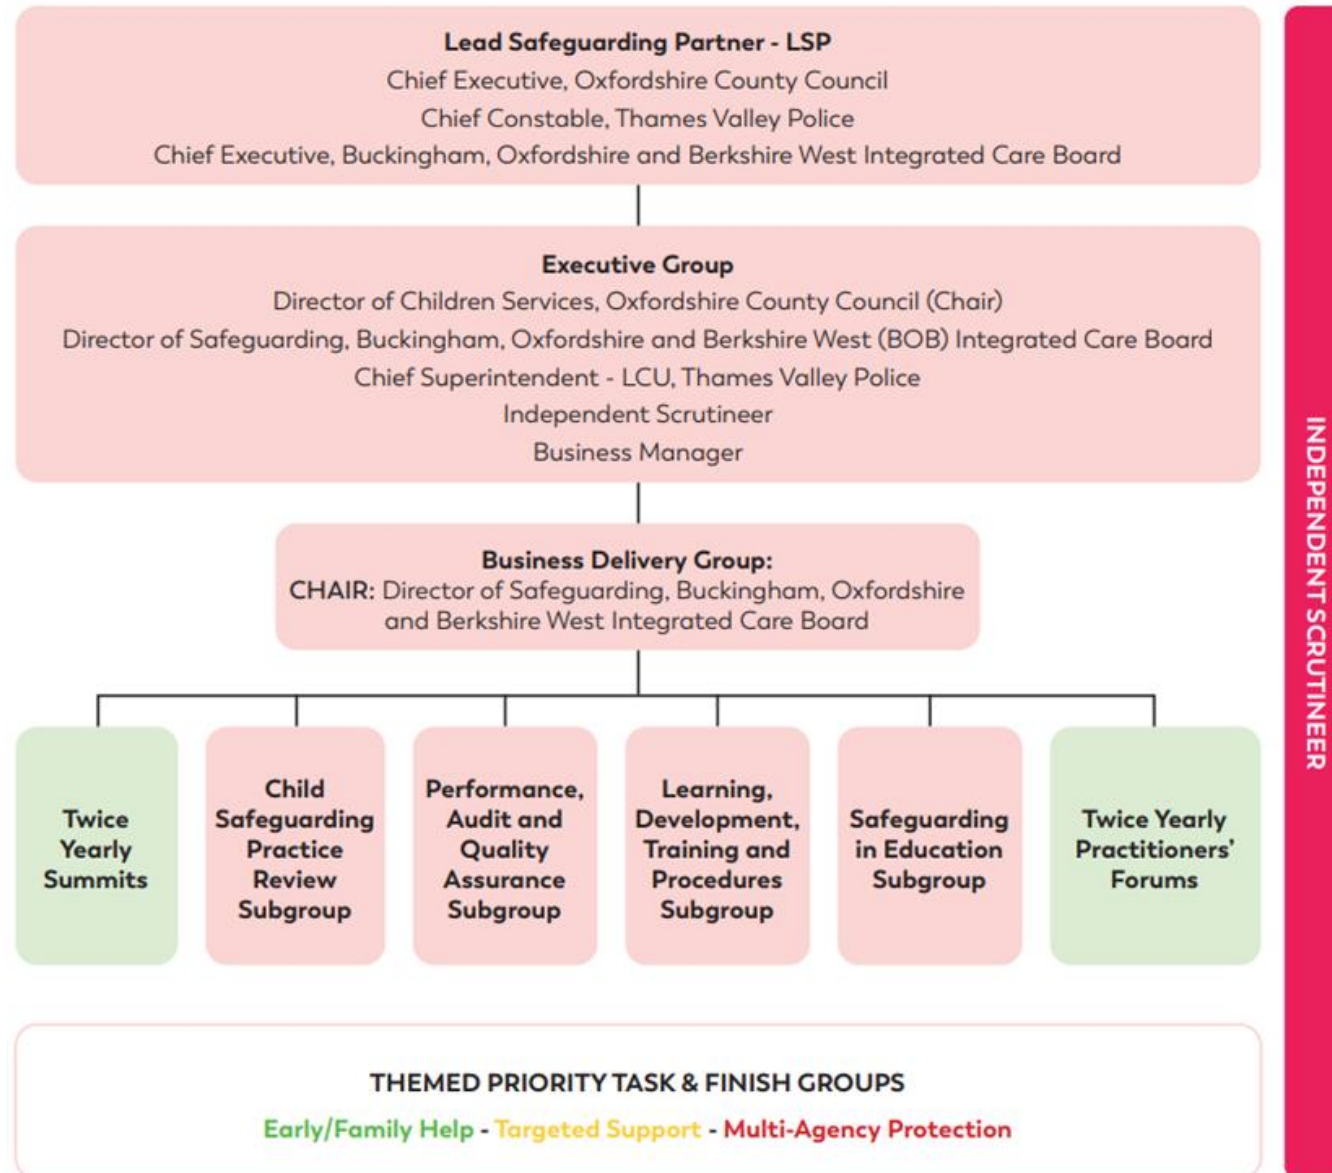 Lead Safeguarding Partner - LSP
Chief Executive, Oxfordshire County Council
Chief Constable, Thames Valley Police
Chief Executive, Buckingham, Oxfordshire and Berkshire West Integrated Care Board
Executive Group
Director of Children Services, Oxfordshire County Council (Chair)
Director of Safeguarding, Buckingham, Oxfordshire and Berkshire West (BOB) Integrated Care Board
Chief Superintendent - LCU, Thames Valley Police
Independent Scrutineer
Business Manager
Business Delivery Group:
CHAIR: Director of Safeguarding, Buckingham, Oxfordshire
and Berkshire West Integrated Care Board
Twice
Yearly
Summits
Child
Safeguarding
Practice
Review
Subgroup
Performance,
Audit and
Quality
Assurance
Subgroup
Learning,
Development,
Training and
Procedures
Subgroup
Safeguarding
in Education
Subgroup
Twice Yearly
Practitioners’
Forums
THEMED PRIORITY TASK & FINISH GROUPS
Early/Family Help - Targeted Support - Multi-Agency Protection
INDEPENDENT SCRUTINEER